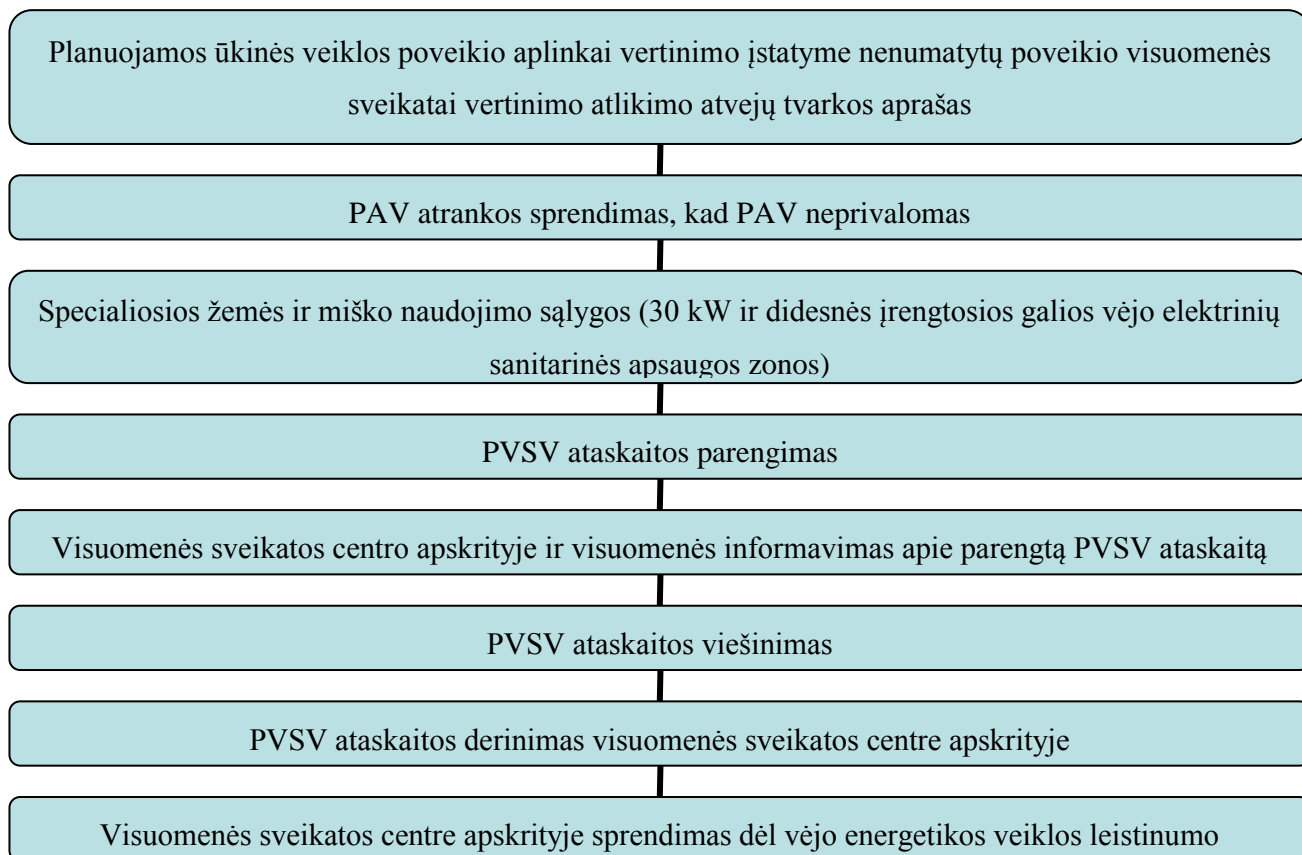 Planuojamos ūkinės veiklos poveikio aplinkai vertinimo įstatyme nenumatytų poveikio visuomenės
sveikatai vertinimo atlikimo atvejų tvarkos aprašas
PAV atrankos sprendimas, kad PAV neprivalomas
Specialiosios žemės ir miško naudojimo sąlygos (30 kW ir didesnės įrengtosios galios vėjo elektrinių
sanitarinės apsaugos zonos)
PVSV ataskaitos parengimas
Visuomenės sveikatos centro apskrityje ir visuomenės informavimas apie parengtą PVSV ataskaitą
PVSV ataskaitos viešinimas
PVSV ataskaitos derinimas visuomenės sveikatos centre apskrityje
Visuomenės sveikatos centre apskrityje sprendimas dėl vėjo energetikos veiklos leistinumo